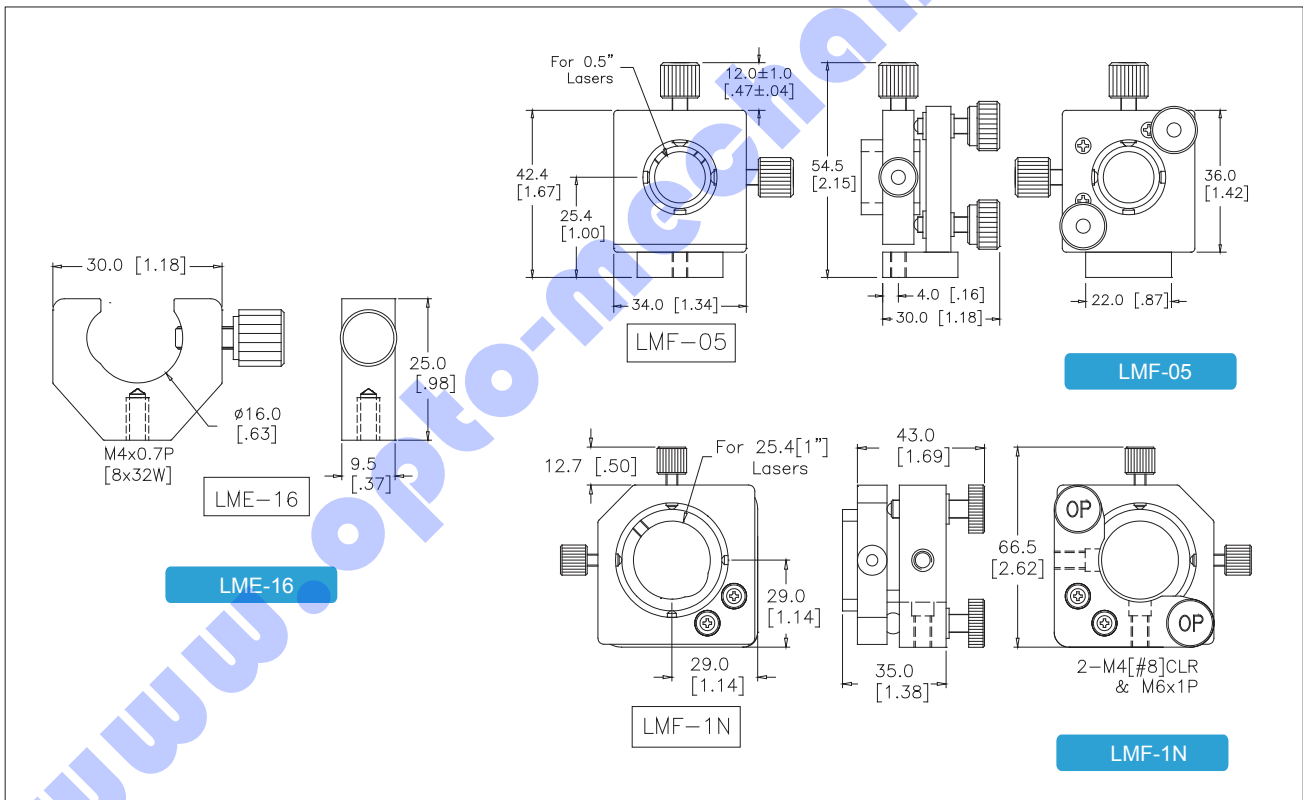 30.0 [1.18]
25.0
[.98]
ø16.0
[.63]
M4x0.7P
[8x32W]
9.5
[.37]
LME-16
LME-16
For 0.5"
Lasers
12.0±1.0
[.47±.04]
42.4
[1.67]
25.4
[1.00]
34.0 [1.34]
LMF-05
54.5
[2.15]
4.0 [.16]
30.0 [1.18]
36.0
[1.42]
22.0 [.87]
LMF-05
12.7 [.50]
For 25.4[1"]
Lasers
29.0
[1.14]
29.0
[1.14]
LMF-1N
43.0
[1.69]
35.0
[1.38]
66.5
[2.62]
OP
OP
2-M4[#8]CLR
& M6x1P
LMF-1N
www.opto-mechan